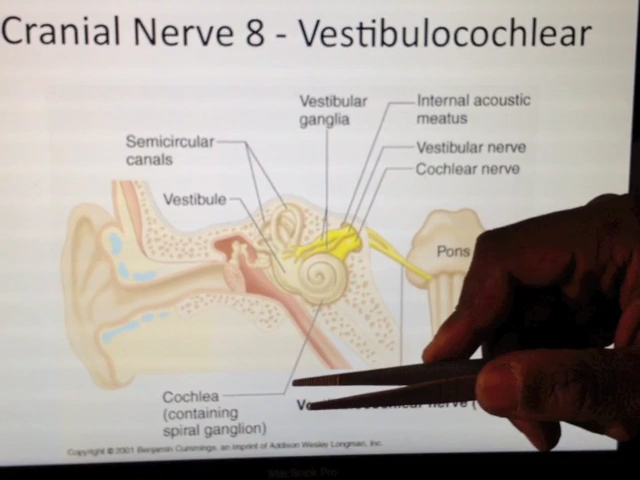 Cranial Nerve 8 - Vestibulocochlear
Vestibular
ganglia
Internal acoustic
meatus
Semicircular
canals
Vestibular nerve
Cochlear nerve
Vestibule
Pons
Cochlea
(containing
spiral ganglion)
nerve (
Copyright © 2001 Benjamin Cummings, an imprint of Addison Wesley Longman, Inc.
MacBook Pro